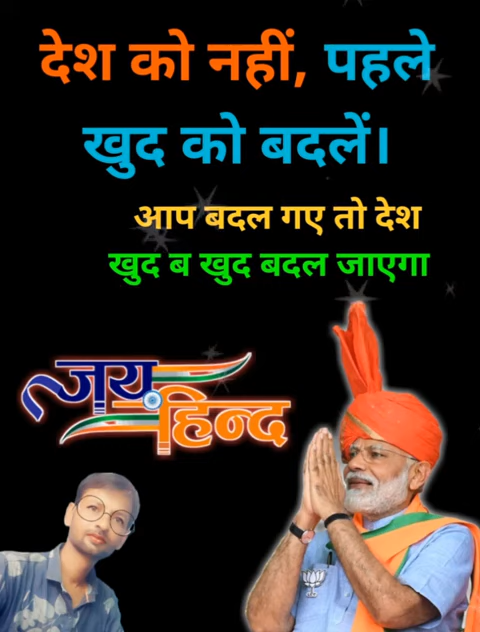 देश को नहीं, पहले
खुद को बदलें।
आप बदल गए तो देश
खुद ब खुद बदल जाएगा
जय
हिन्द